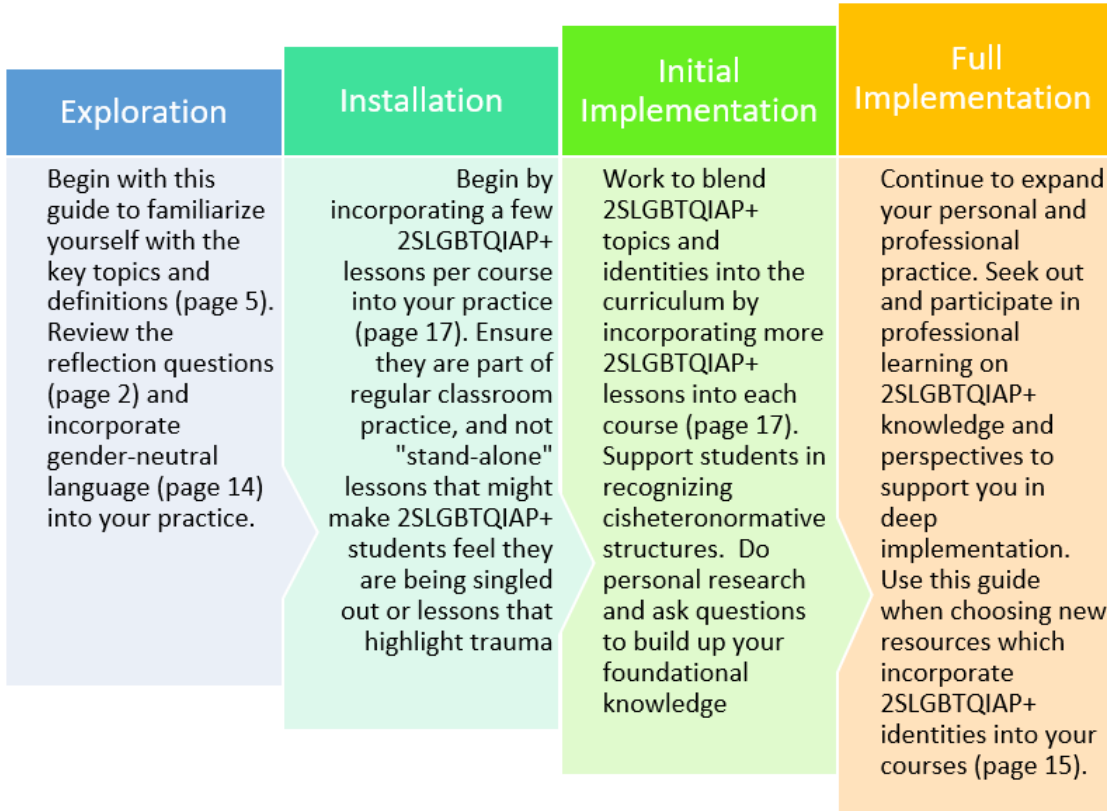 Exploration
Begin with this
guide to familiarize
yourself with the
key topics and
definitions (page 5).
Review the
reflection questions
(page 2) and
incorporate
gender-neutral
language (page 14)
into your practice.
Installation
Begin by
incorporating a few
2SLGBTQIAP+
lessons per course
into your practice
(page 17). Ensure
they are part of
regular classroom
practice, and not
"stand-alone"
lessons that might
make 2SLGBTQIAP+
students feel they
are being singled
out or lessons that
highlight trauma
Initial
Implementation
Work to blend
2SLGBTQIAP+
topics and
identities into the
curriculum by
incorporating more
2SLGBTQIAP+
lessons into each
course (page 17).
Support students in
recognizing
cisheteronormative
structures.  Do
personal research
and ask questions
to build up your
foundational
knowledge
Full
Implementation
Continue to expand
your personal and
professional
practice. Seek out
and participate in
professional
learning on
2SLGBTQIAP+
knowledge and
perspectives to
support you in
deep
implementation.
Use this guide
when choosing new
resources which
incorporate
2SLGBTQIAP+
identities into your
courses (page 15).